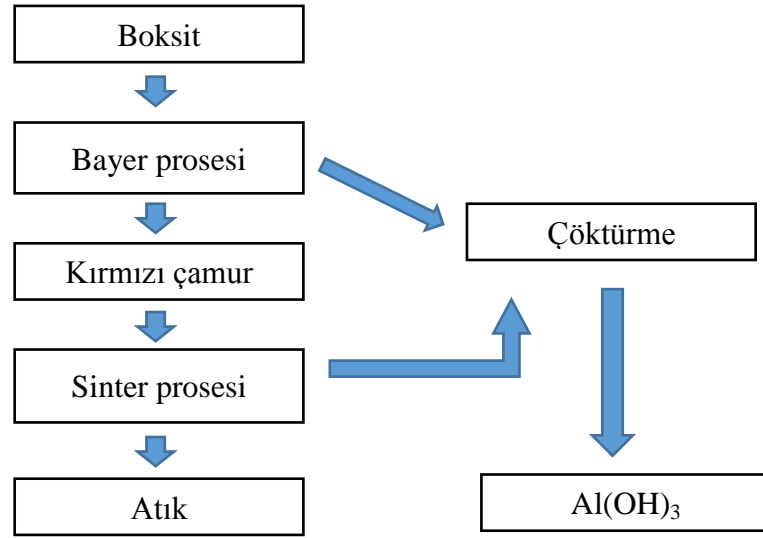 Boksit
Bayer prosesi
Kırmızı çamur
Sinter prosesi
Atık
Çöktürme
Al(OH)₃